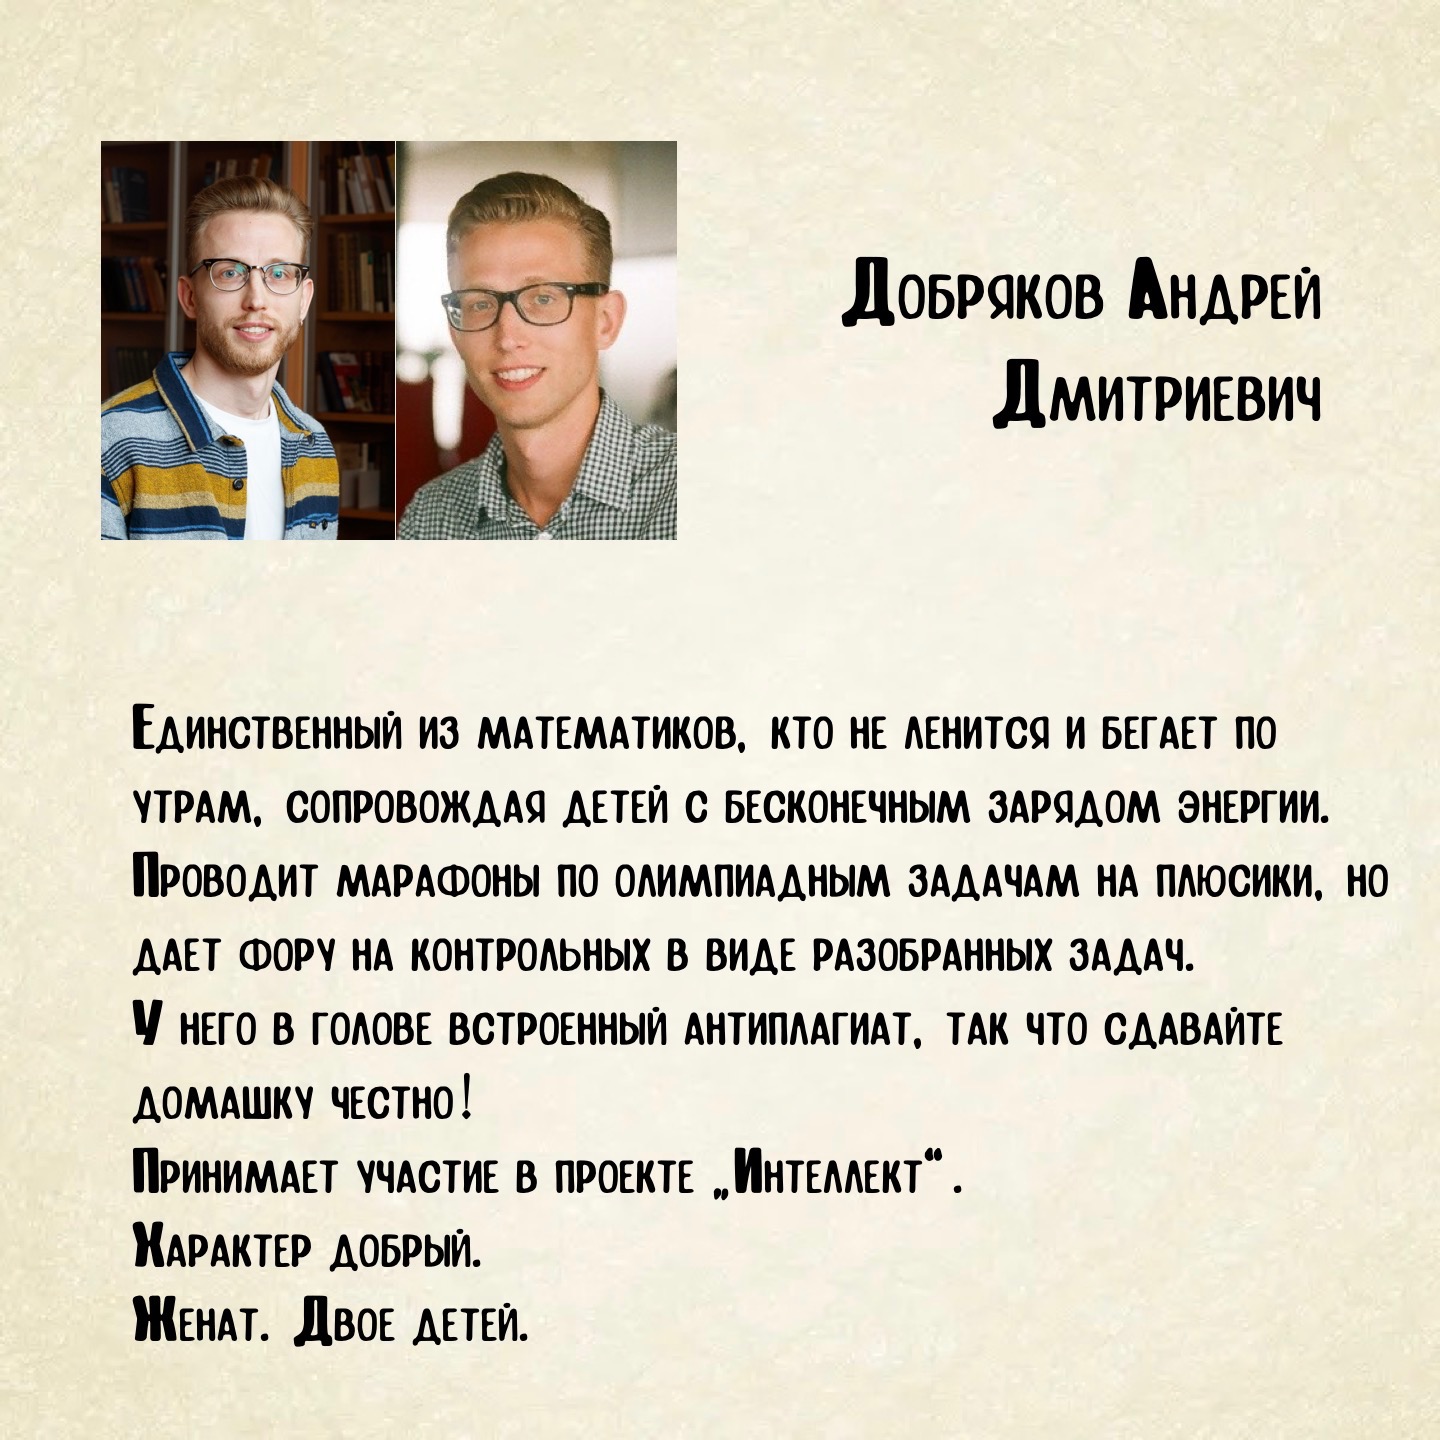 Добряков Андрей
Дмитриевич
Единственный из математиков, кто не ленится и бегает по
утрам, сопровождая детей с бесконечным зарядом энергии.
Проводит марафоны по олимпиадным задачам на плюсики, но
дает фору на контрольных в виде разобранных задач.
У него в голове встроенный антиплагиат, так что сдавайте
домашку честно!
Принимает участие в проекте „Интеллект“.
Характер добрый.
Женат. Двое детей.